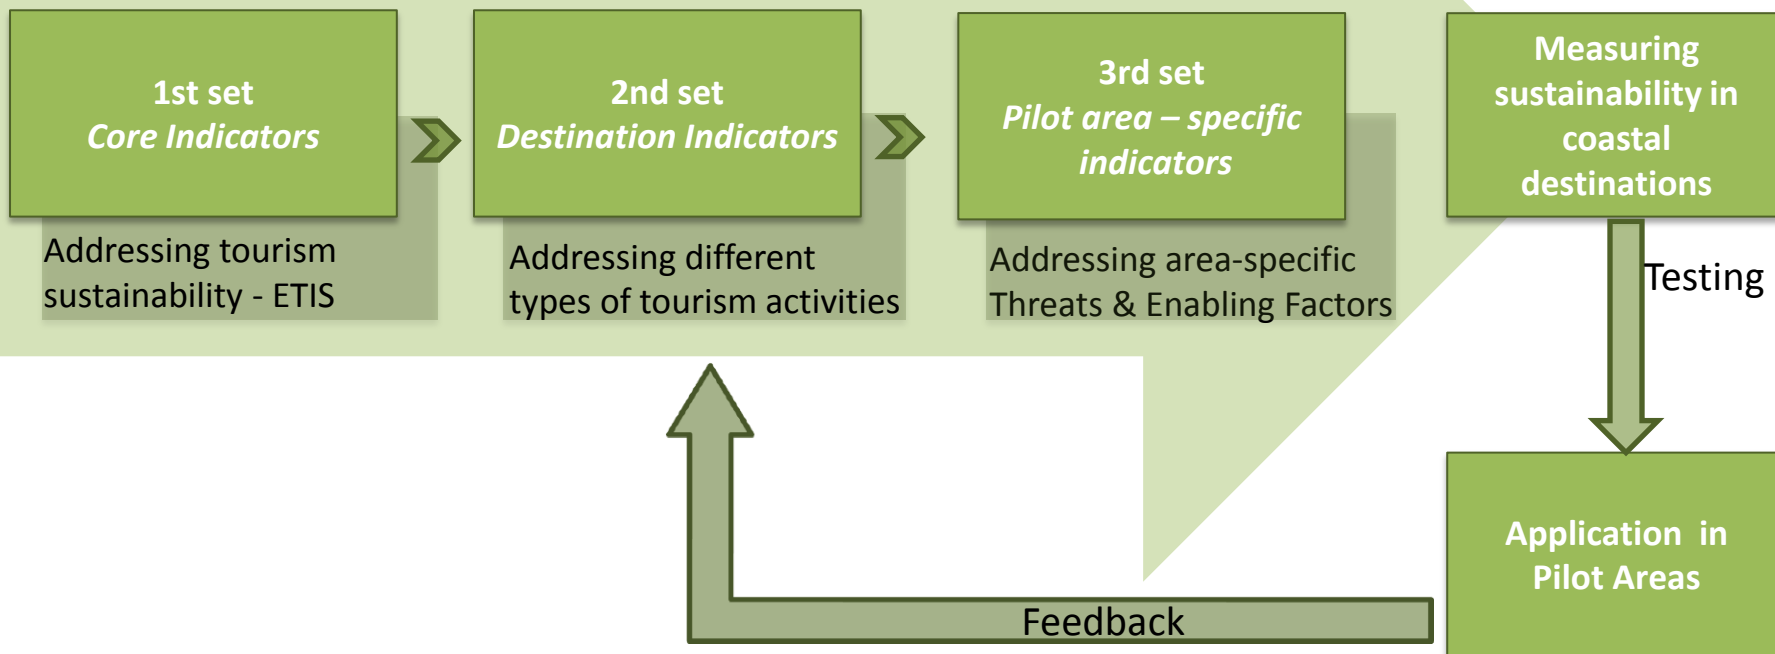 1st set
Core Indicators
Addressing tourism
sustainability - ETIS
2nd set
Destination Indicators
Addressing different
types of tourism activities
3rd set
Pilot area – specific
indicators
Addressing area-specific
Threats & Enabling Factors
Measuring
sustainability in
coastal
destinations
Testing
Application in
Pilot Areas
Feedback